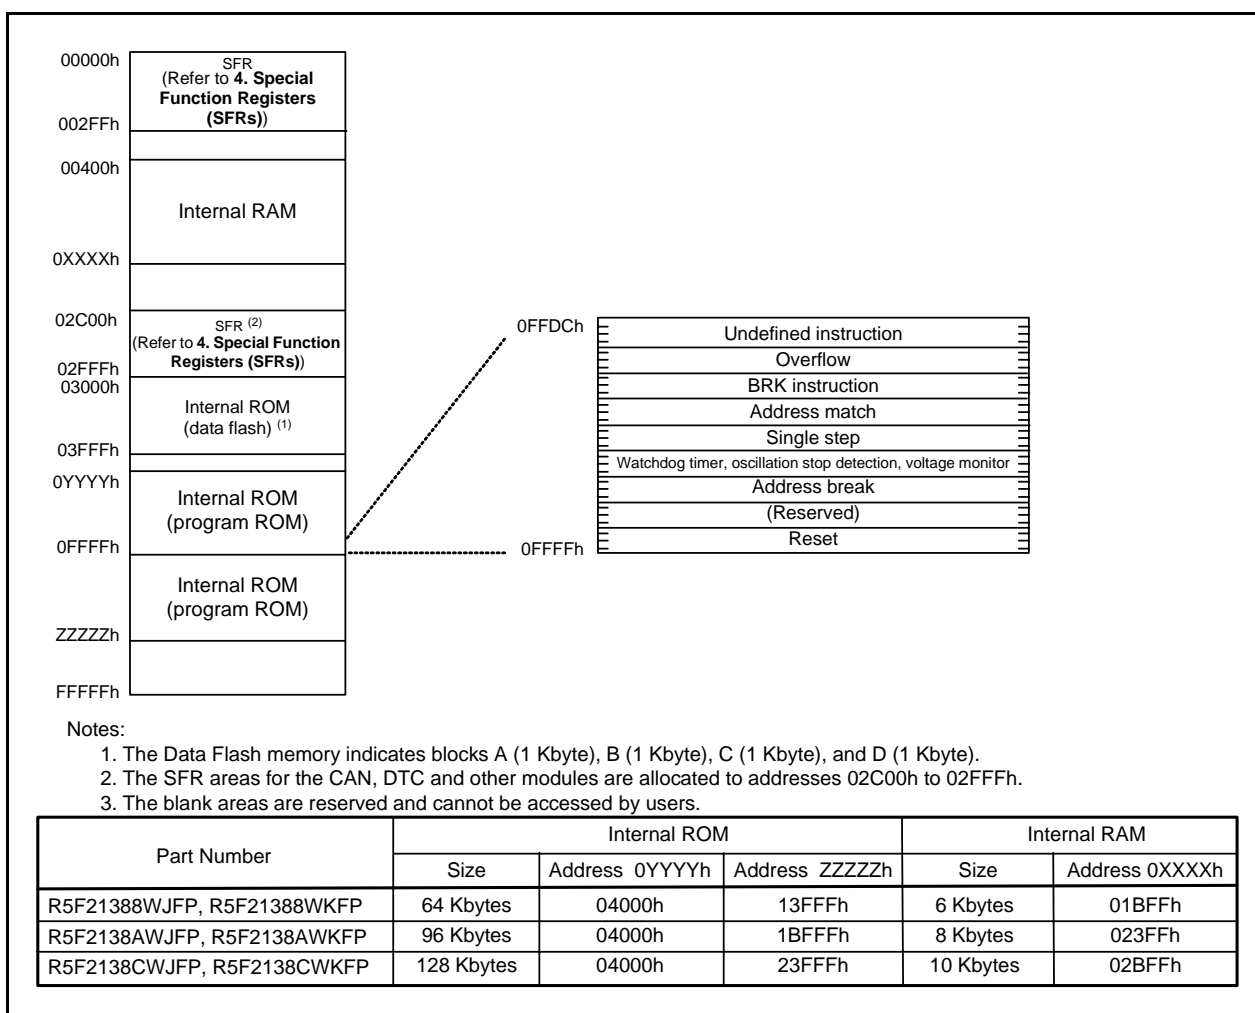 00000h
SFR
(Refer to 4. Special
Function Registers
(SFRs))
002FFh
00400h
Internal RAM
0XXXXh
02C00h
SFR (2)
(Refer to 4. Special Function
Registers (SFRs))
02FFFh
03000h
Internal ROM
(data flash) (1)
03FFFh
0YYYYh
Internal ROM
(program ROM)
0FFFFh
Internal ROM
(program ROM)
ZZZZZh
FFFFFh
0FFDCh
Undefined instruction
Overflow
BRK instruction
Address match
Single step
Watchdog timer, oscillation stop detection, voltage monitor
Address break
(Reserved)
0FFFFh
Reset
Notes:
1. The Data Flash memory indicates blocks A (1 Kbyte), B (1 Kbyte), C (1 Kbyte), and D (1 Kbyte).
2. The SFR areas for the CAN, DTC and other modules are allocated to addresses 02C00h to 02FFFh.
3. The blank areas are reserved and cannot be accessed by users.
Part Number Internal ROM Internal RAM
Size Address 0YYYYh Address ZZZZZh Size Address 0XXXXh
R5F21388WJFP, R5F21388WKFP 64 Kbytes 04000h 13FFFh 6 Kbytes 01BFFh
R5F2138AWJFP, R5F2138AWKFP 96 Kbytes 04000h 1BFFFh 8 Kbytes 023FFh
R5F2138CWJFP, R5F2138CWKFP 128 Kbytes 04000h 23FFFh 10 Kbytes 02BFFh